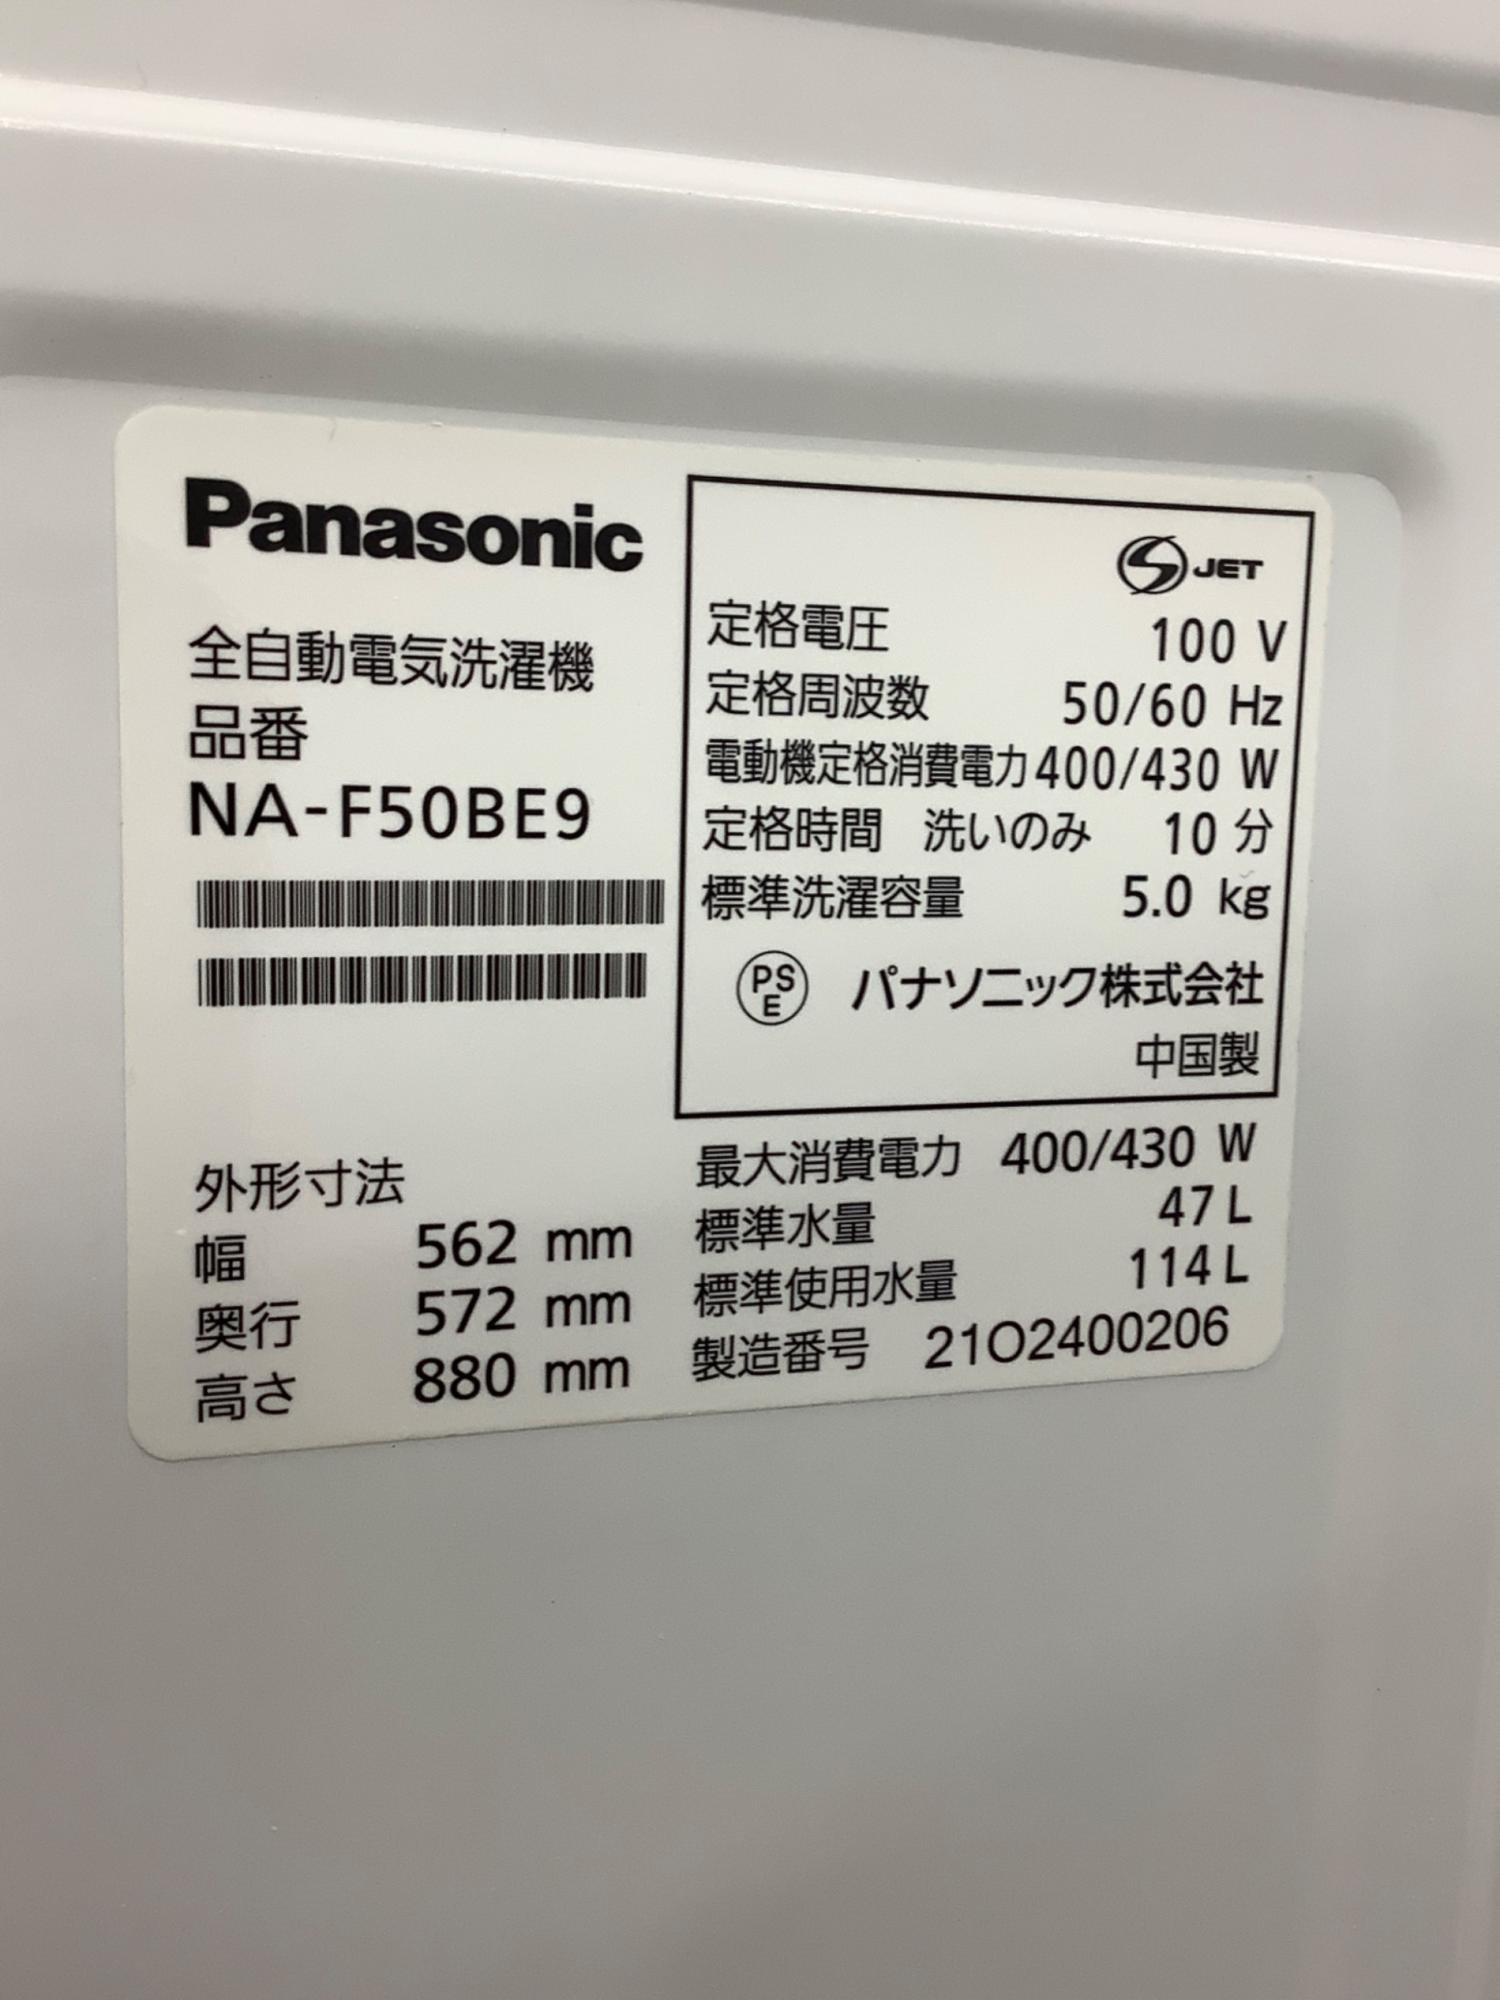 Panasonic
全自動電気洗濯機
品番
NA-F50BE9
外形寸法
幅 562 mm
奥行 572 mm
高さ 880 mm
JET
定格電圧 100 V
定格周波数 50/60 Hz
電動機定格消費電力 400/430 W
定格時間 洗いのみ 10 分
標準洗濯容量 5.0 kg
PS
E
パナソニック株式会社
中国製
最大消費電力 400/430 W
標準水量 47 L
標準使用水量 114 L
製造番号 21O2400206